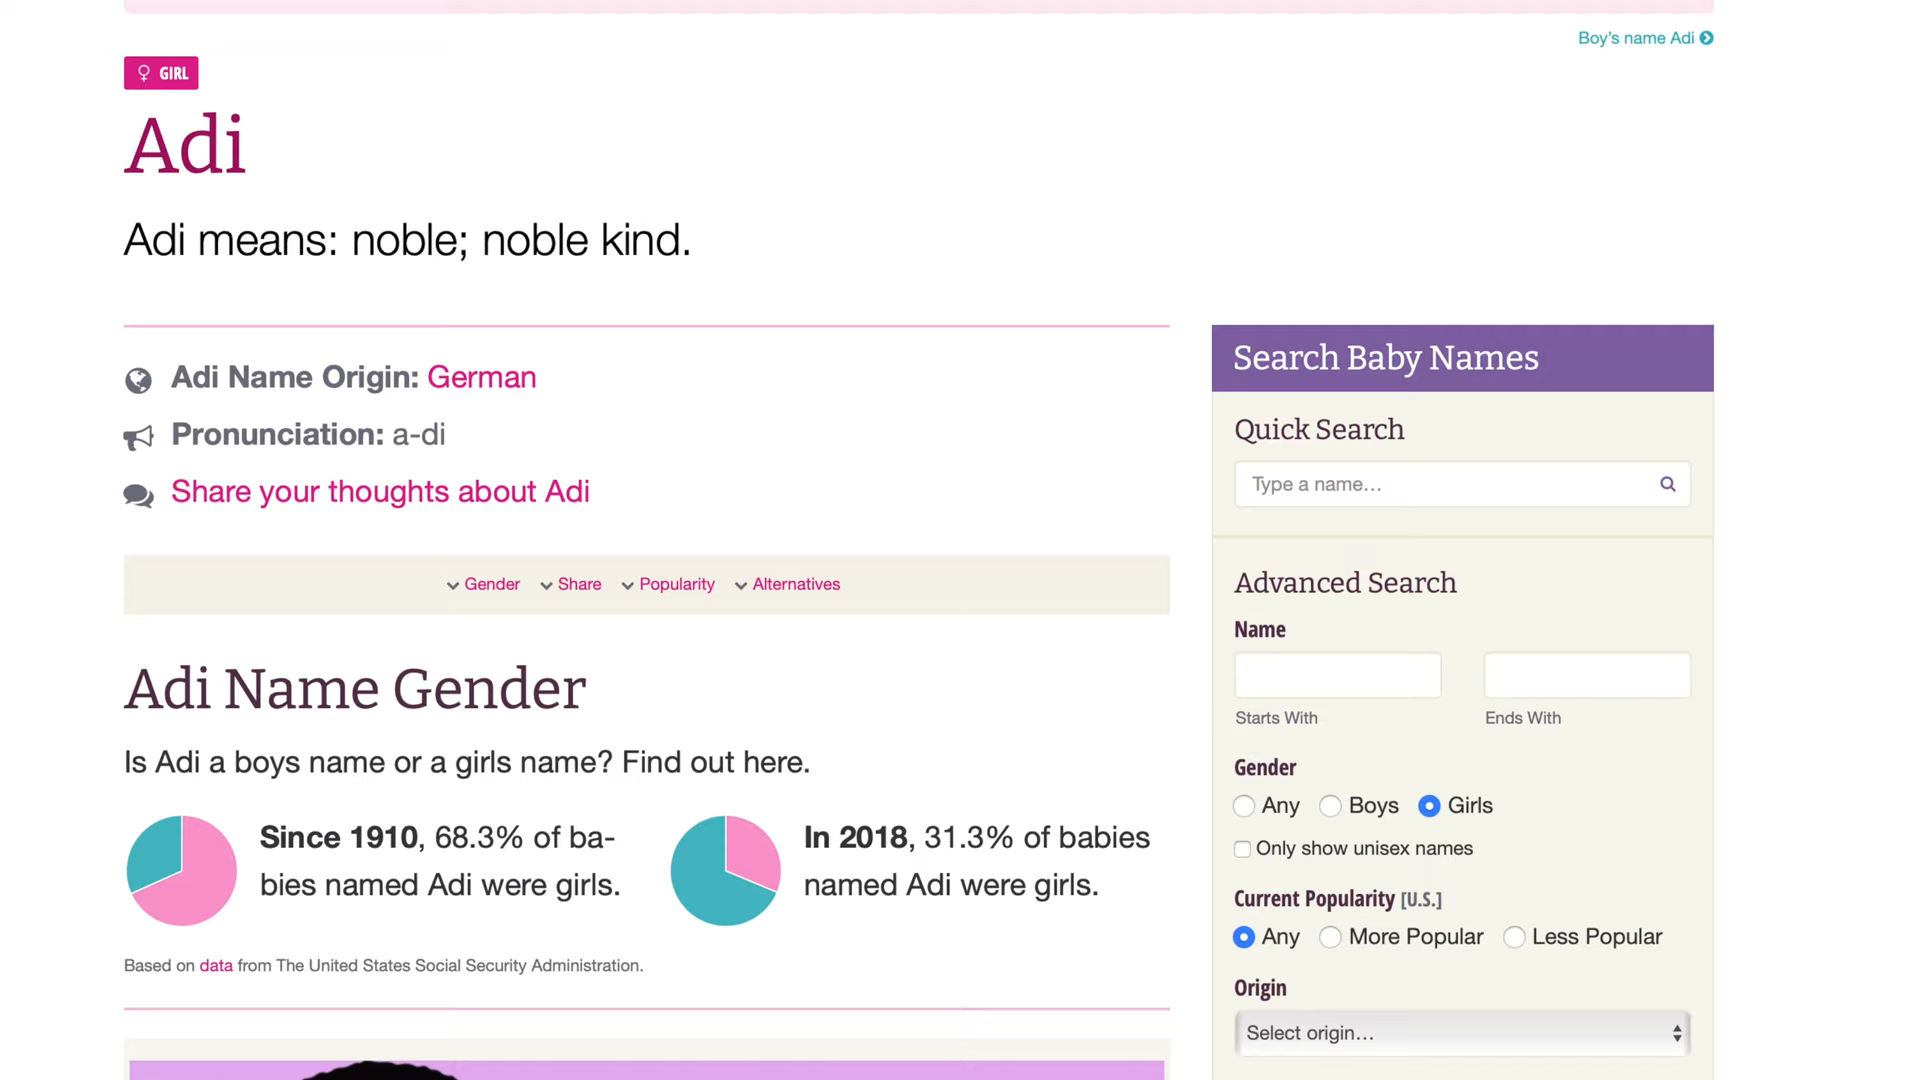 Boy's name Adi
GIRL
Adi
Adi means: noble; noble kind.
Adi Name Origin: German
Pronunciation: a-di
Share your thoughts about Adi
Gender Share Popularity Alternatives
Adi Name Gender
Is Adi a boys name or a girls name? Find out here.
Since 1910, 68.3% of ba-
bies named Adi were girls.
In 2018, 31.3% of babies
named Adi were girls.
Based on data from The United States Social Security Administration.
Search Baby Names
Quick Search
Type a name...
Advanced Search
Name
Starts With Ends With
Gender
Any Boys Girls
Only show unisex names
Current Popularity [U.S.]
Any More Popular Less Popular
Origin
Select origin...